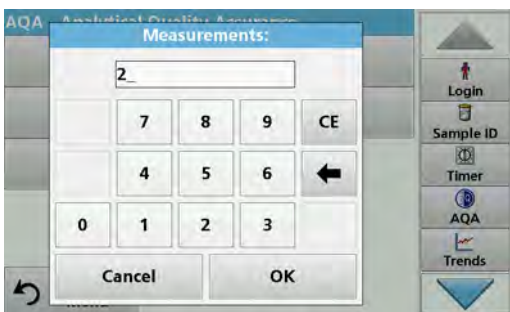 AQA
Measurements:
2_
7 8 9 CE
4 5 6
0 1 2 3
Cancel OK
Login
Sample ID
Timer
AQA
Trends